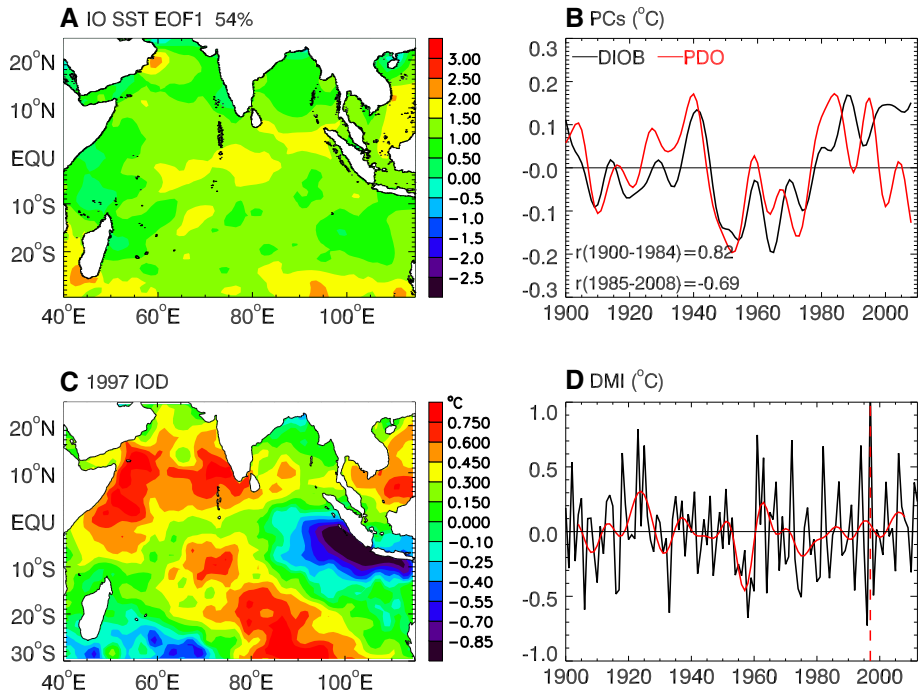 A IO SST EOF1 54%
20°N
10°N
EQU
10°S
20°S
40°E 60°E 80°E 100°E
3.00
2.50
2.00
1.50
1.00
0.50
0.00
-0.5
-1.0
-1.5
-2.5
B PCs (°C)
0.3
0.2
0.1
-0.0
-0.1
-0.2
-0.3
DIOB PDO
r(1900-1984)=0.82
r(1985-2008)=-0.69
1900 1920 1940 1960 1980 2000
C 1997 IOD
20°N
10°N
EQU
10°S
20°S
30°S
40°E 60°E 80°E 100°E
°C
0.750
0.600
0.450
0.300
0.150
0.000
-0.10
-0.25
-0.40
-0.55
-0.70
-0.85
D DMI (°C)
1.0
0.5
0.0
-0.5
-1.0
1900 1920 1940 1960 1980 2000